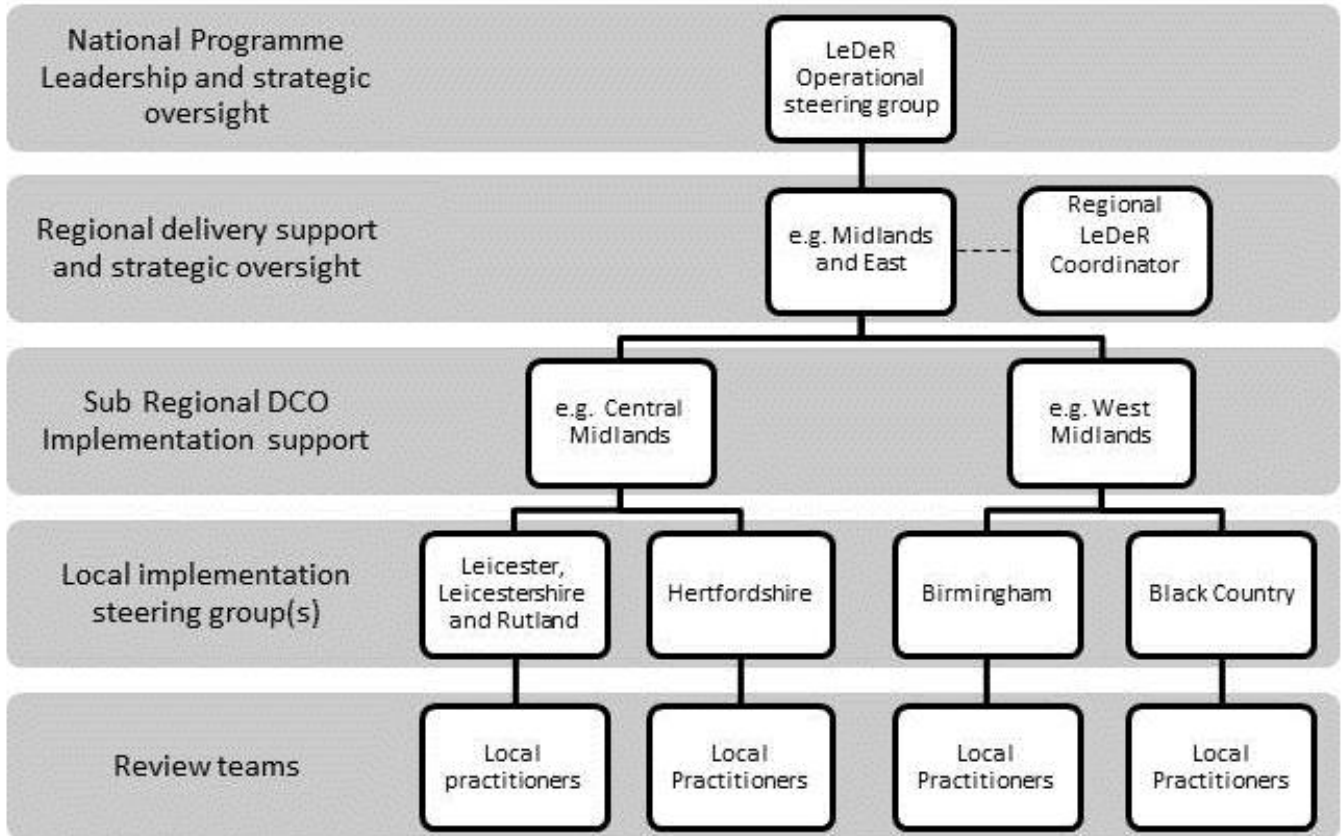 National Programme
Leadership and strategic
oversight
LeDeR
Operational
steering group
Regional delivery support
and strategic oversight
e.g. Midlands
and East
Regional
LeDeR
Coordinator
Sub Regional DCO
Implementation support
e.g. Central
Midlands
e.g. West
Midlands
Local implementation
steering group(s)
Leicester,
Leicestershire
and Rutland
Hertfordshire
Birmingham
Black Country
Review teams
Local
practitioners
Local
Practitioners
Local
Practitioners
Local
Practitioners